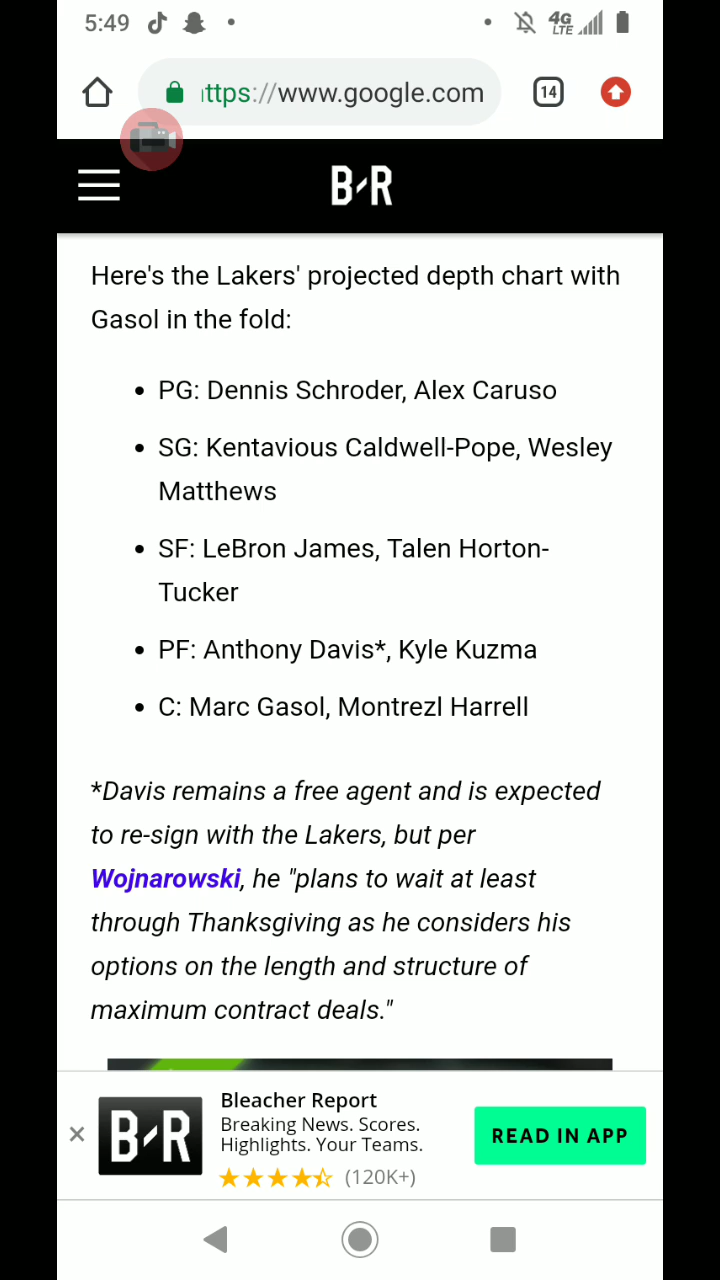 5:49
4G
LTE
ttps://www.google.com
14
B/R
Here's the Lakers' projected depth chart with
Gasol in the fold:
• PG: Dennis Schroder, Alex Caruso
• SG: Kentavious Caldwell-Pope, Wesley
Matthews
• SF: LeBron James, Talen Horton-
Tucker
• PF: Anthony Davis*, Kyle Kuzma
• C: Marc Gasol, Montrezl Harrell
*Davis remains a free agent and is expected
to re-sign with the Lakers, but per
Wojnarowski, he "plans to wait at least
through Thanksgiving as he considers his
options on the length and structure of
maximum contract deals."
B/R
Bleacher Report
Breaking News. Scores.
Highlights. Your Teams.
(120K+)
READ IN APP